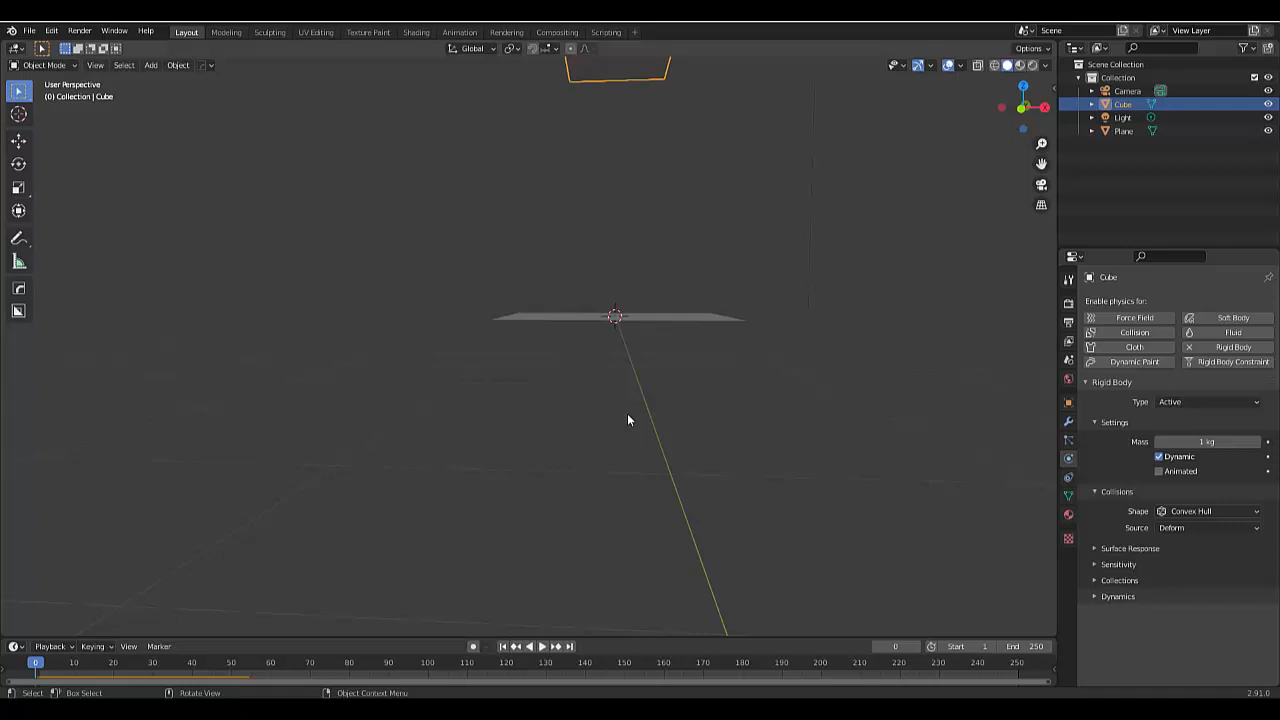 File Edit Render Window Help Layout Modeling Sculpting UV Editing Texture Paint Shading Animation Rendering Compositing Scripting + Scene View Layer
Global Options
Object Mode View Select Add Object
User Perspective
(0) Collection | Cube
Z
X
Scene Collection
Collection
Camera
Cube
Light
Plane
Cube
Enable physics for:
Force Field Soft Body
Collision Fluid
Cloth Rigid Body
Dynamic Paint Rigid Body Constraint
Rigid Body
Type Active
Settings
Mass 1 kg
Dynamic
Animated
Collisions
Shape Convex Hull
Source Deform
Surface Response
Sensitivity
Collections
Dynamics
Playback Keying View Marker 0 Start 1 End 250
0 10 20 30 40 50 60 70 80 90 100 110 120 130 140 150 160 170 180 190 200 210 220 230 240 250
Select Box Select Rotate View Object Context Menu 2.91.0